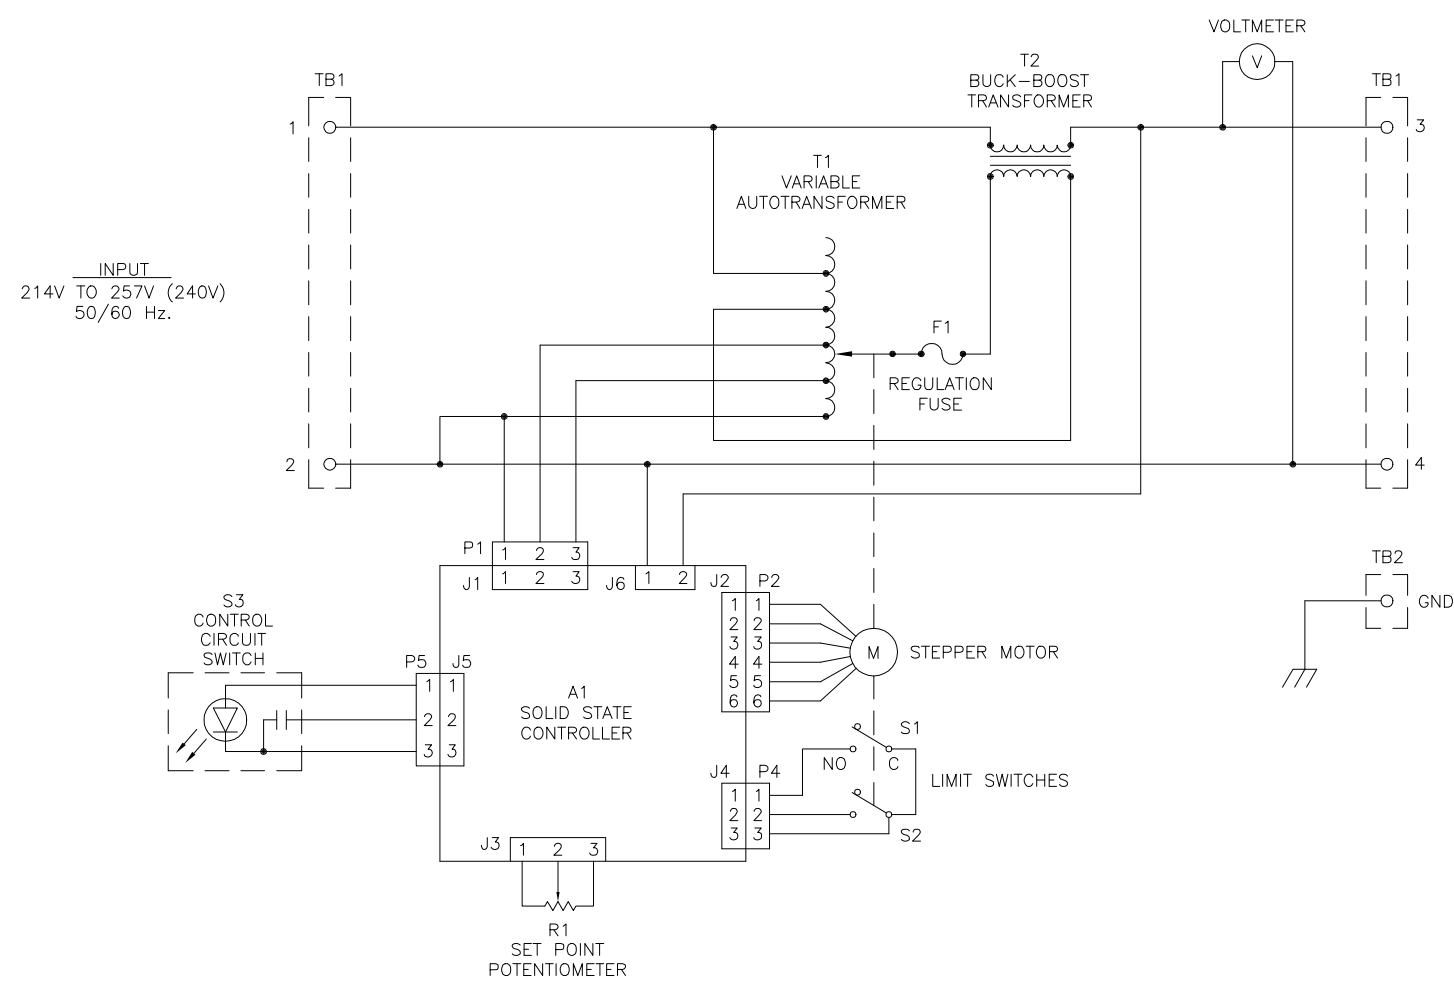 VOLTMETER
V
T2
BUCK-BOOST
TRANSFORMER
TB1
TB1
1
3
T1
VARIABLE
AUTOTRANSFORMER
INPUT
214V TO 257V (240V)
50/60 Hz.
F1
REGULATION
FUSE
2
4
P1
1 2 3
J1
1 2 3
J6
1 2
J2 P2
1 1
2 2
3 3
4 4
5 5
6 6
M
STEPPER MOTOR
TB2
GND
S3
CONTROL
CIRCUIT
SWITCH
P5 J5
1 1
2 2
3 3
A1
SOLID STATE
CONTROLLER
S1
NO C
LIMIT SWITCHES
J4 P4
1 1
2 2
3 3
S2
J3
1 2 3
R1
SET POINT
POTENTIOMETER